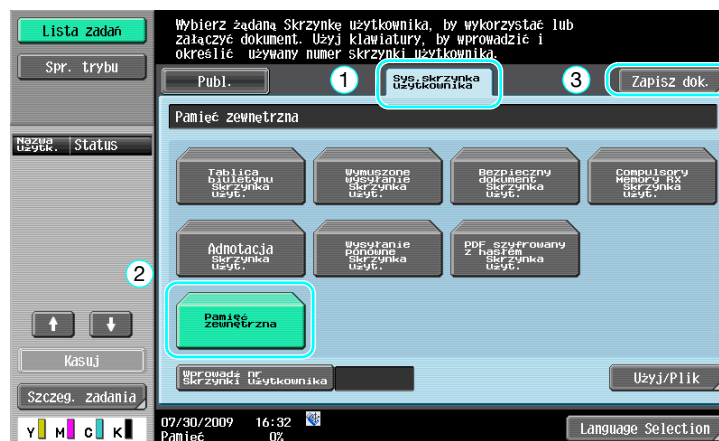 Lista zadań
Spr. trybu
Wybierz żądaną Skrzynkę użytkownika, by wykorzystać lub
załączyć dokument. Użyj klawiatury, by wprowadzić i
określić używany numer skrzynki użytkownika.
Publ.
1
Sys.skrzynka
użytkownika
3
Zapisz dok.
Pamięć zewnętrzna
Nazwa
użytk.
Status
Tablica
biuletynu
Skrzynka
użyt.
Wymuszone
wysyłanie
Skrzynka
użyt.
Bezpieczny
dokument
Skrzynka
użyt.
Compulsory
Memory RX
Skrzynka
użyt.
Adnotacja
Skrzynka
użyt.
Wysyłanie
ponowne
Skrzynka
użyt.
PDF szyfrowany
z hasłem
Skrzynka
użyt.
2
Pamięć
zewnętrzna
Kasuj
Wprowadź nr
Skrzynki użytkownika
Użyj/Plik
Szczeg. zadania
Y M C K
07/30/2009 16:32
Pamięć 0%
Language Selection